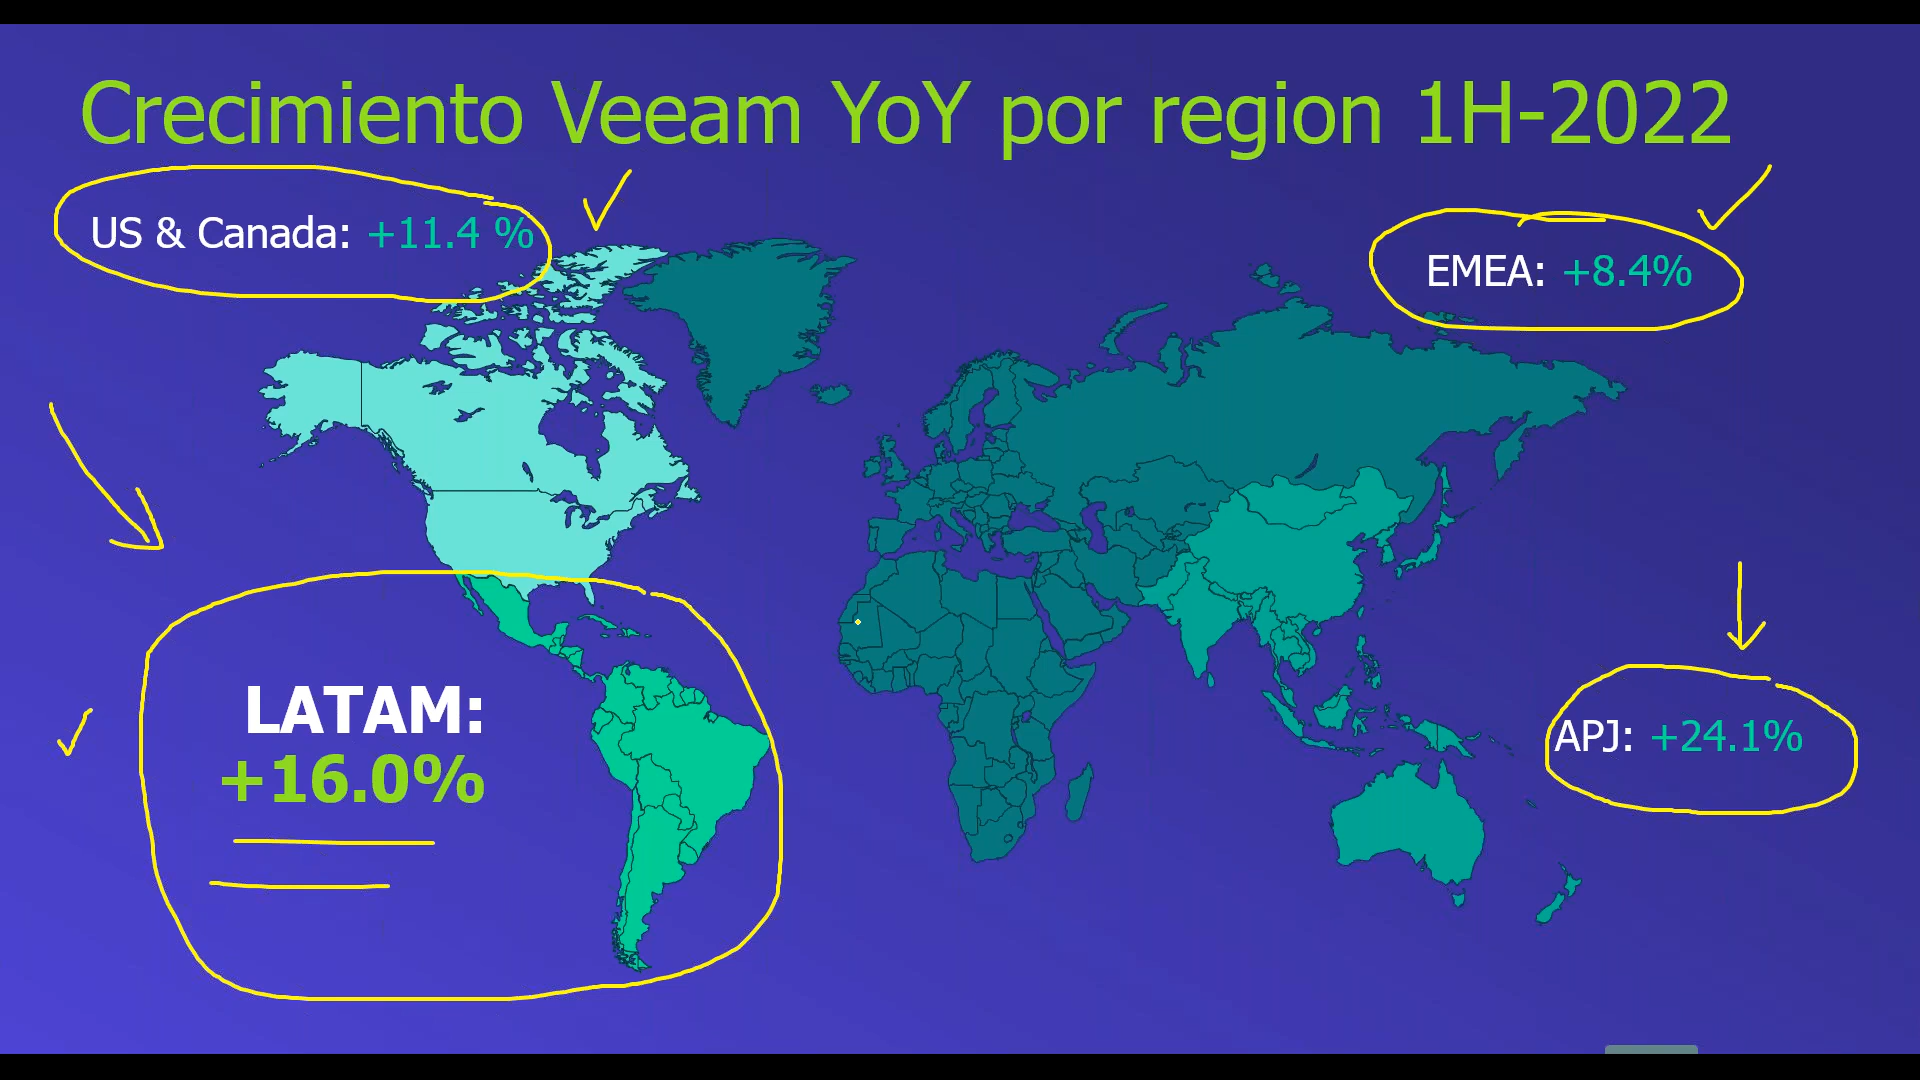 Crecimiento Veeam YoY por region 1H-2022
US & Canada: +11.4 %
EMEA: +8.4%
LATAM:
+16.0%
APJ: +24.1%